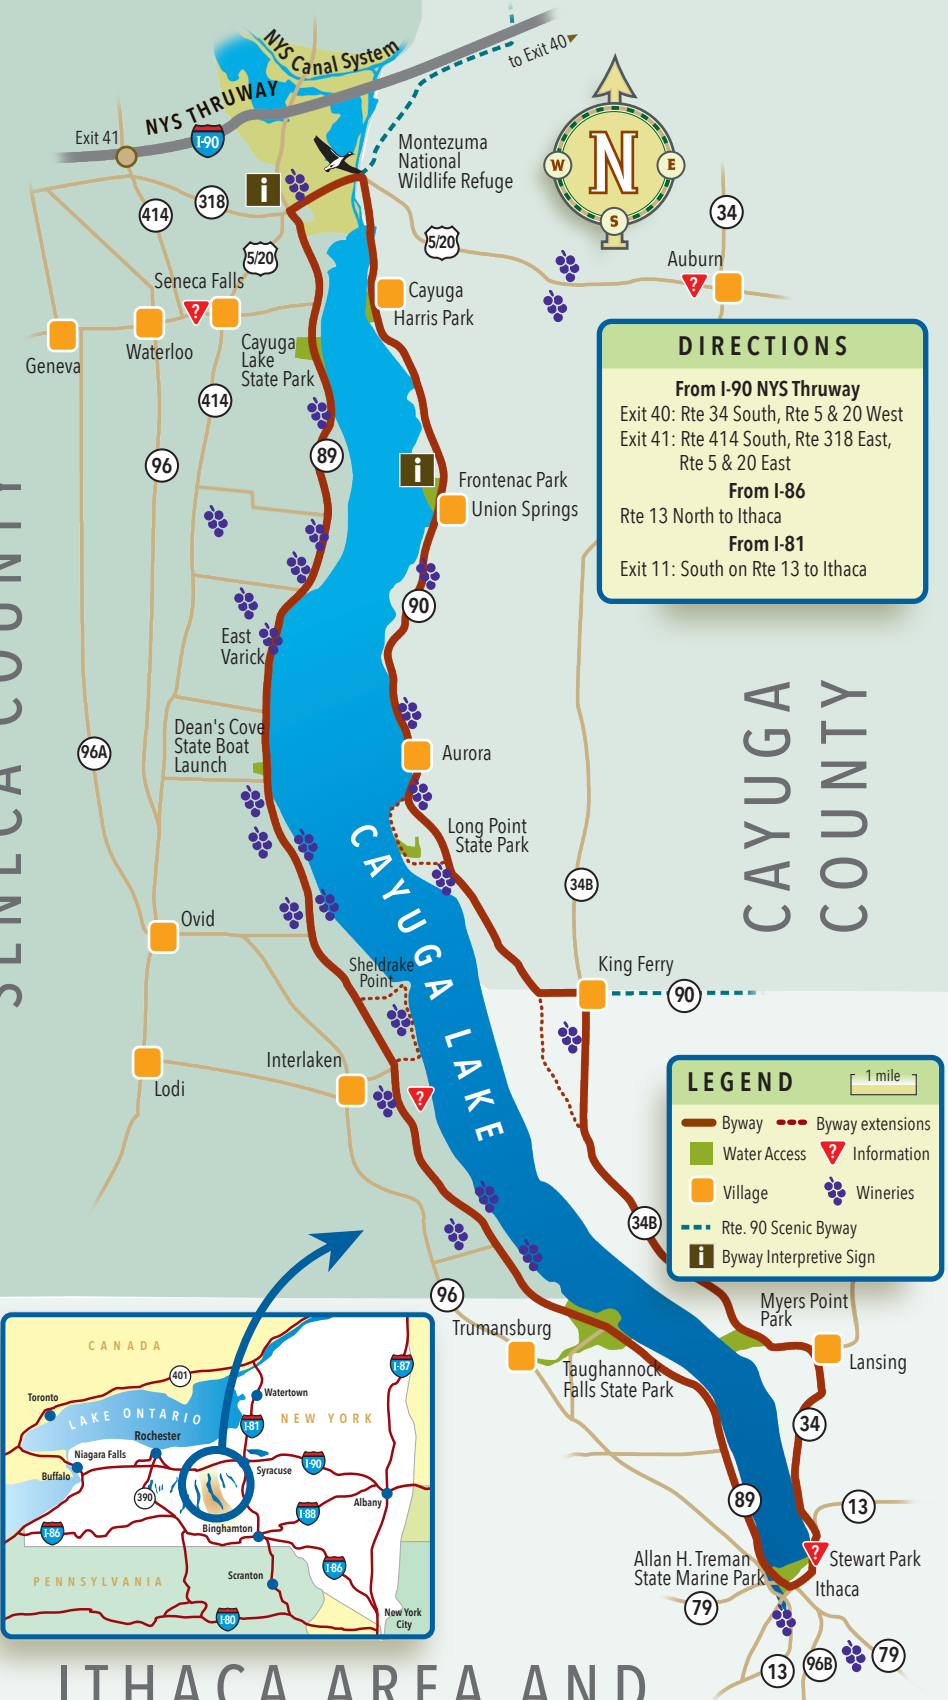 NYS Canal System
to Exit 40
NYS THRUWAY
Exit 41
I-90
Montezuma
National
Wildlife Refuge
N
W
E
S
i
318
414
34
5/20
5/20
Auburn
?
Seneca Falls
?
Cayuga
Harris Park
Geneva
Waterloo
Cayuga
Lake
State Park
DIRECTIONS
From I-90 NYS Thruway
Exit 40: Rte 34 South, Rte 5 & 20 West
Exit 41: Rte 414 South, Rte 318 East,
Rte 5 & 20 East
From I-86
Rte 13 North to Ithaca
From I-81
Exit 11: South on Rte 13 to Ithaca
414
96
89
i
Frontenac Park
Union Springs
SENECA COUNTY
90
East
Varick
CAYUGA
COUNTY
Dean's Cove
State Boat
Launch
96A
Aurora
Long Point
State Park
CAYUGA LAKE
34B
Ovid
Sheldrake
Point
King Ferry
90
Interlaken
Lodi
?
LEGEND
1 mile
Byway
Byway extensions
Water Access
?
Information
Village
Wineries
Rte. 90 Scenic Byway
i
Byway Interpretive Sign
34B
96
Trumansburg
Myers Point
Park
Lansing
Taughannock
Falls State Park
34
89
13
?
Stewart Park
Allan H. Treman
State Marine Park
Ithaca
79
13
96B
79
CANADA
401
I-87
Toronto
Watertown
LAKE ONTARIO
NEW YORK
I-81
Rochester
Niagara Falls
Buffalo
Syracuse
I-90
390
Albany
I-88
I-86
Binghamton
I-86
Scranton
PENNSYLVANIA
I-80
New York
City
ITHACA AREA AND